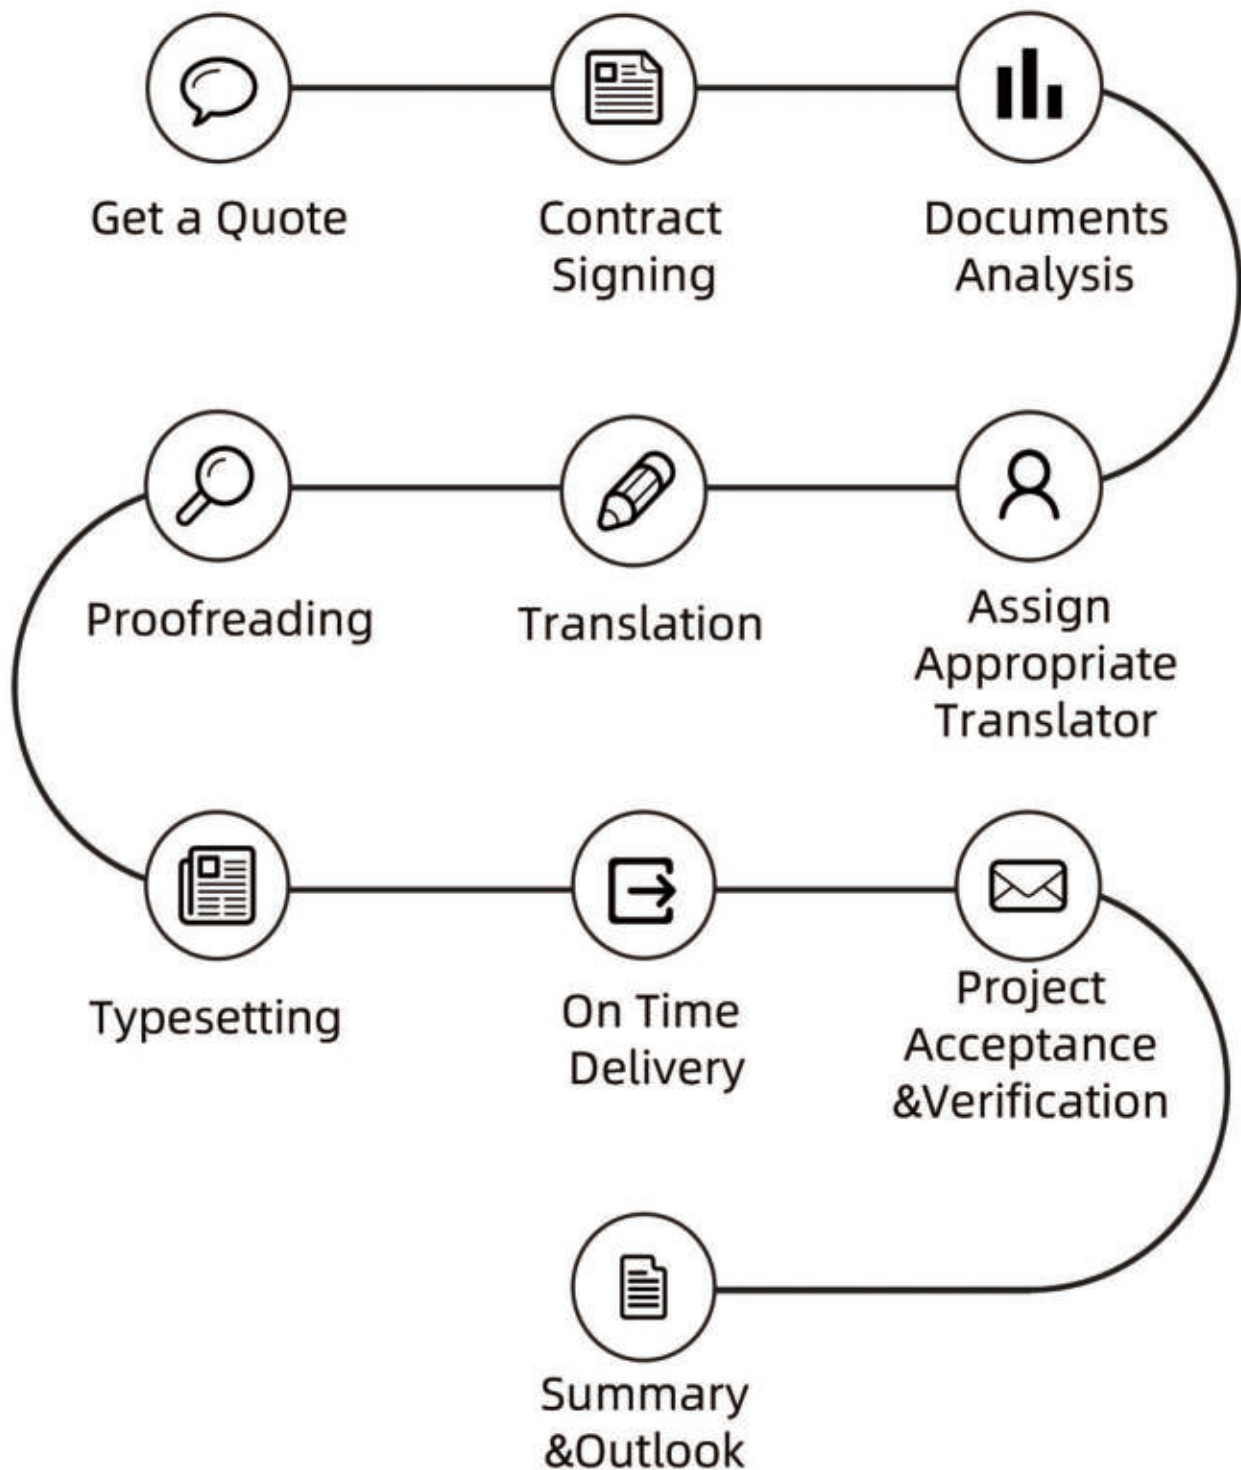 Get a Quote
Contract
Signing
Documents
Analysis
Assign
Appropriate
Translator
Translation
Proofreading
Typesetting
On Time
Delivery
Project
Acceptance
&Verification
Summary
&Outlook